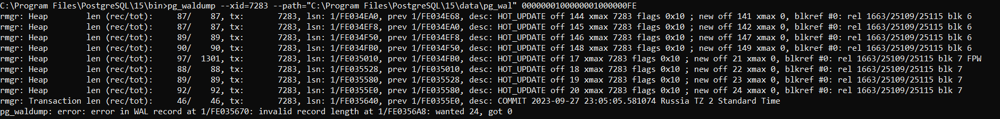 C:\Program Files\PostgreSQL\15\bin>pg_waldump --xid=7283 --path="C:\Program Files\PostgreSQL\15\data\pg_wal" 0000000100000001000000FE
rmgr: Heap        len (rec/tot):     87/    87, tx:       7283, lsn: 1/FE034EA0, prev 1/FE034E68, desc: HOT_UPDATE off 144 xmax 7283 flags 0x10 ; new off 141 xmax 0, blkref #0: rel 1663/25109/25115 blk 6
rmgr: Heap        len (rec/tot):     87/    87, tx:       7283, lsn: 1/FE034EF8, prev 1/FE034EA0, desc: HOT_UPDATE off 145 xmax 7283 flags 0x10 ; new off 142 xmax 0, blkref #0: rel 1663/25109/25115 blk 6
rmgr: Heap        len (rec/tot):     89/    89, tx:       7283, lsn: 1/FE034F50, prev 1/FE034EF8, desc: HOT_UPDATE off 146 xmax 7283 flags 0x10 ; new off 147 xmax 0, blkref #0: rel 1663/25109/25115 blk 6
rmgr: Heap        len (rec/tot):     90/    90, tx:       7283, lsn: 1/FE034FB0, prev 1/FE034F50, desc: HOT_UPDATE off 148 xmax 7283 flags 0x10 ; new off 149 xmax 0, blkref #0: rel 1663/25109/25115 blk 6
rmgr: Heap        len (rec/tot):     97/  1301, tx:       7283, lsn: 1/FE035010, prev 1/FE034FB0, desc: HOT_UPDATE off 17 xmax 7283 flags 0x10 ; new off 21 xmax 0, blkref #0: rel 1663/25109/25115 blk 7 FPW
rmgr: Heap        len (rec/tot):     88/    88, tx:       7283, lsn: 1/FE035528, prev 1/FE035010, desc: HOT_UPDATE off 18 xmax 7283 flags 0x10 ; new off 22 xmax 0, blkref #0: rel 1663/25109/25115 blk 7
rmgr: Heap        len (rec/tot):     89/    89, tx:       7283, lsn: 1/FE035580, prev 1/FE035528, desc: HOT_UPDATE off 19 xmax 7283 flags 0x10 ; new off 23 xmax 0, blkref #0: rel 1663/25109/25115 blk 7
rmgr: Heap        len (rec/tot):     92/    92, tx:       7283, lsn: 1/FE0355E0, prev 1/FE035580, desc: HOT_UPDATE off 20 xmax 7283 flags 0x10 ; new off 24 xmax 0, blkref #0: rel 1663/25109/25115 blk 7
rmgr: Transaction len (rec/tot):     46/    46, tx:       7283, lsn: 1/FE035640, prev 1/FE0355E0, desc: COMMIT 2023-09-27 23:05:05.581074 Russia TZ 2 Standard Time
pg_waldump: error: error in WAL record at 1/FE035670: invalid record length at 1/FE0356A8: wanted 24, got 0